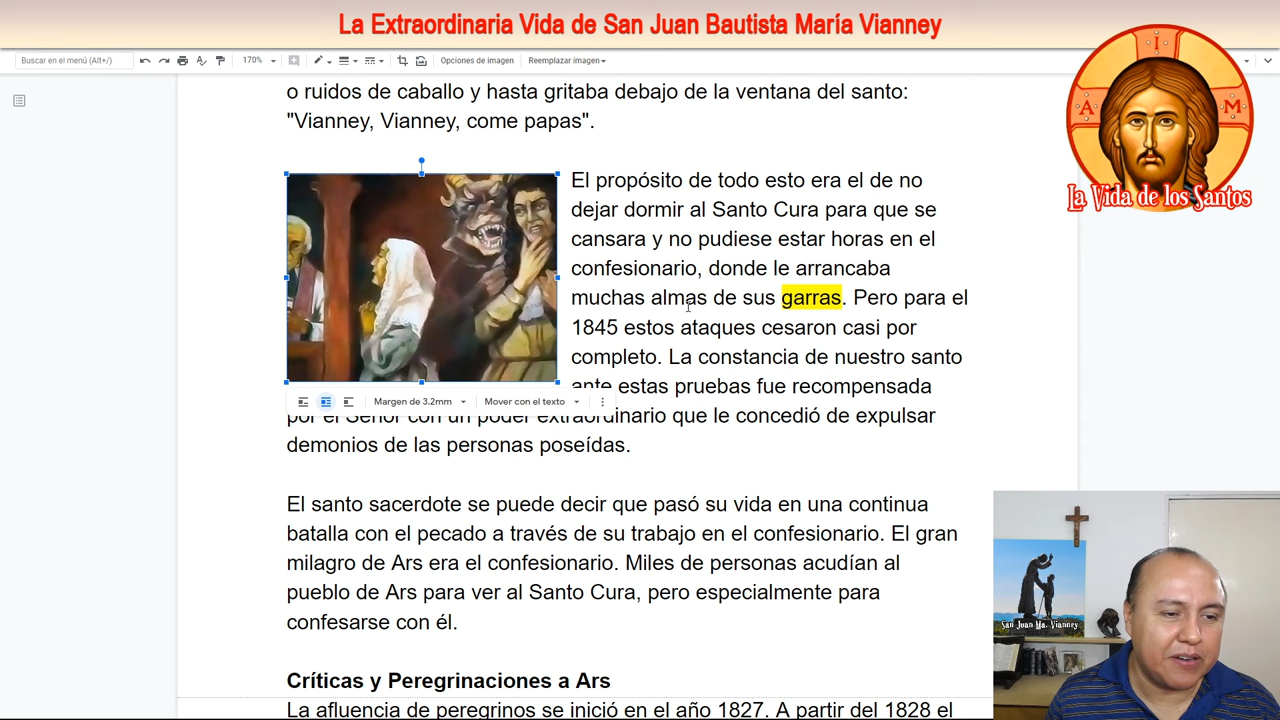 La Extraordinaria Vida de San Juan Bautista María Vianney
Buscar en el menú (Alt+/)
170%
Opciones de imagen
Reemplazar imagen
I
A
M
La Vida de los Santos
o ruidos de caballo y hasta gritaba debajo de la ventana del santo:
"Vianney, Vianney, come papas".
El propósito de todo esto era el de no
dejar dormir al Santo Cura para que se
cansara y no pudiese estar horas en el
confesionario, donde le arrancaba
muchas almas de sus garras. Pero para el
1845 estos ataques cesaron casi por
completo. La constancia de nuestro santo
ante estas pruebas fue recompensada
Margen de 3.2mm
Mover con el texto
por el Señor con un poder extraordinario que le concedió de expulsar
demonios de las personas poseídas.
El santo sacerdote se puede decir que pasó su vida en una continua
batalla con el pecado a través de su trabajo en el confesionario. El gran
milagro de Ars era el confesionario. Miles de personas acudían al
pueblo de Ars para ver al Santo Cura, pero especialmente para
confesarse con él.
San Juan Ma. Vianney
Críticas y Peregrinaciones a Ars
La afluencia de peregrinos se inició en el año 1827. A partir del 1828 el